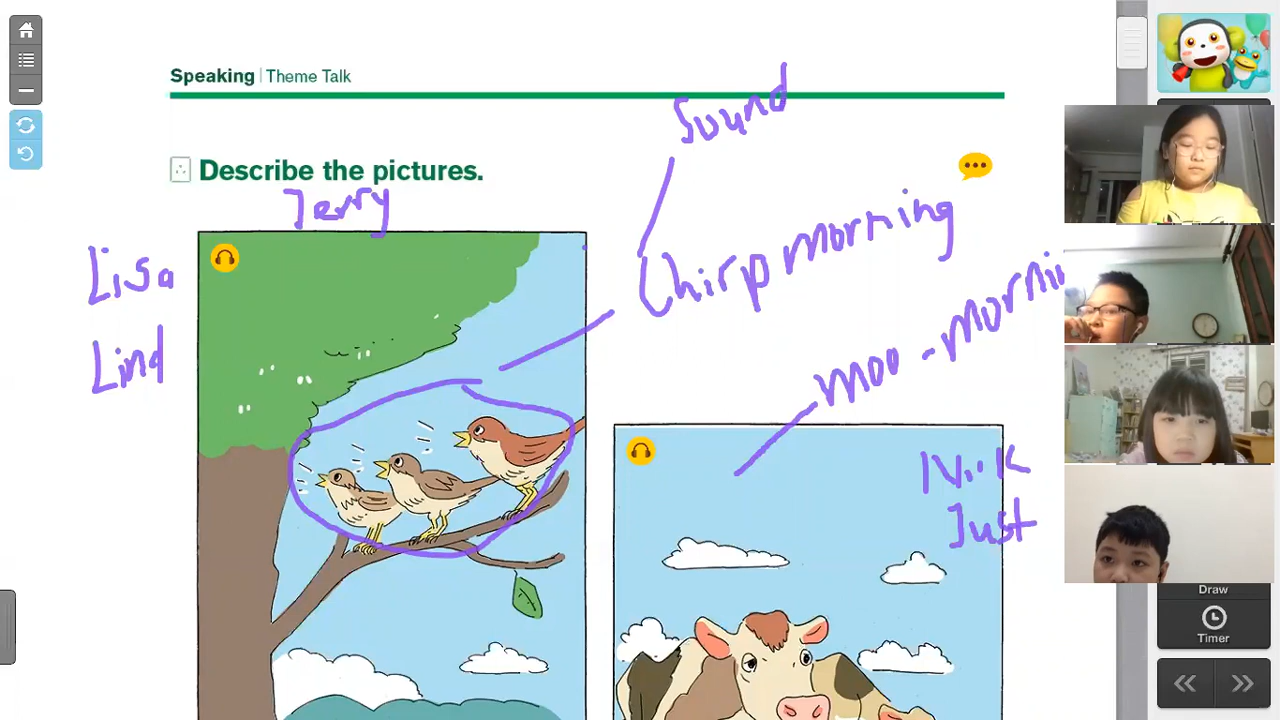 Speaking | Theme Talk
Sound
Describe the pictures.
Jerry
Chirp morning
Lisa
Lind
moo-morni
Nick
Just
Draw
Timer